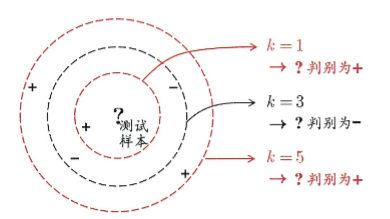 k = 1
→ ? 判别为+
+
−
?
k = 3
测试
+
→ ? 判别为−
样本
−
k = 5
+
→ ? 判别为+